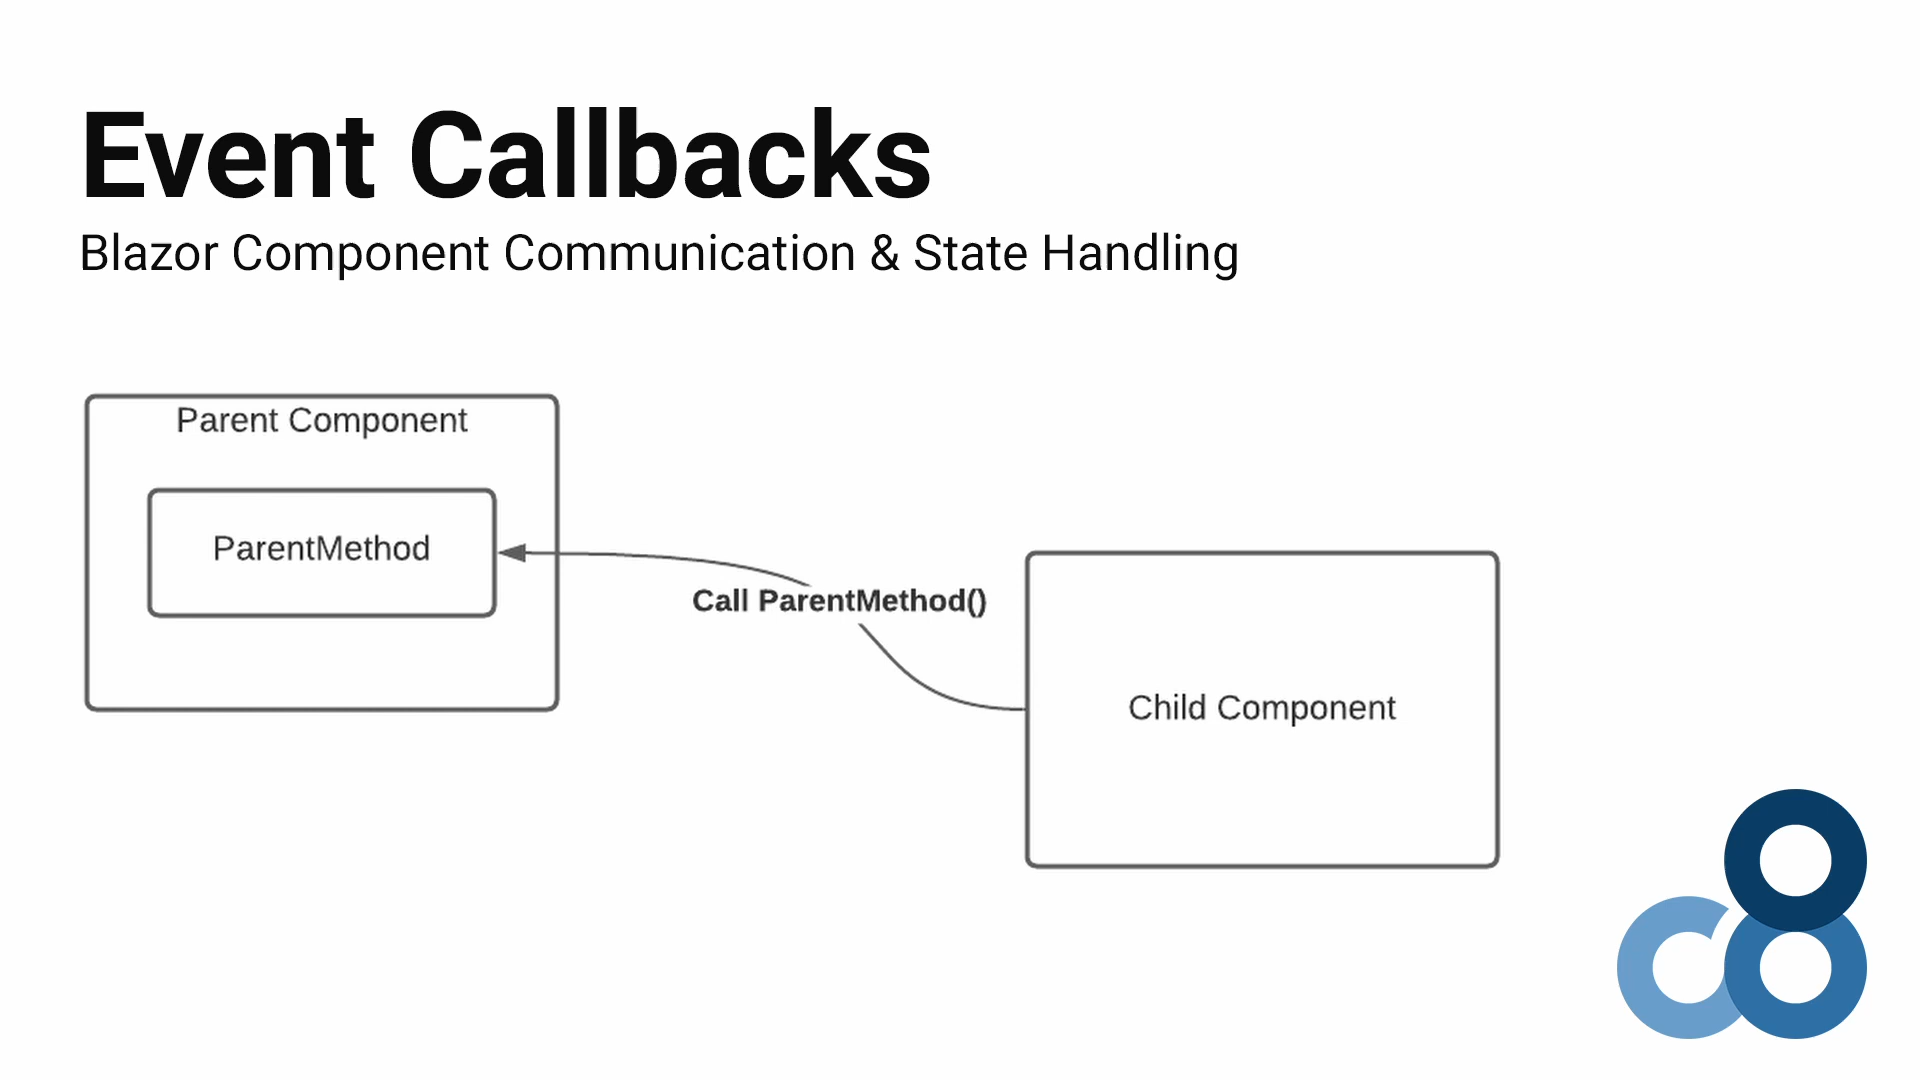 Event Callbacks
Blazor Component Communication & State Handling
Parent Component
ParentMethod
Call ParentMethod()
Child Component